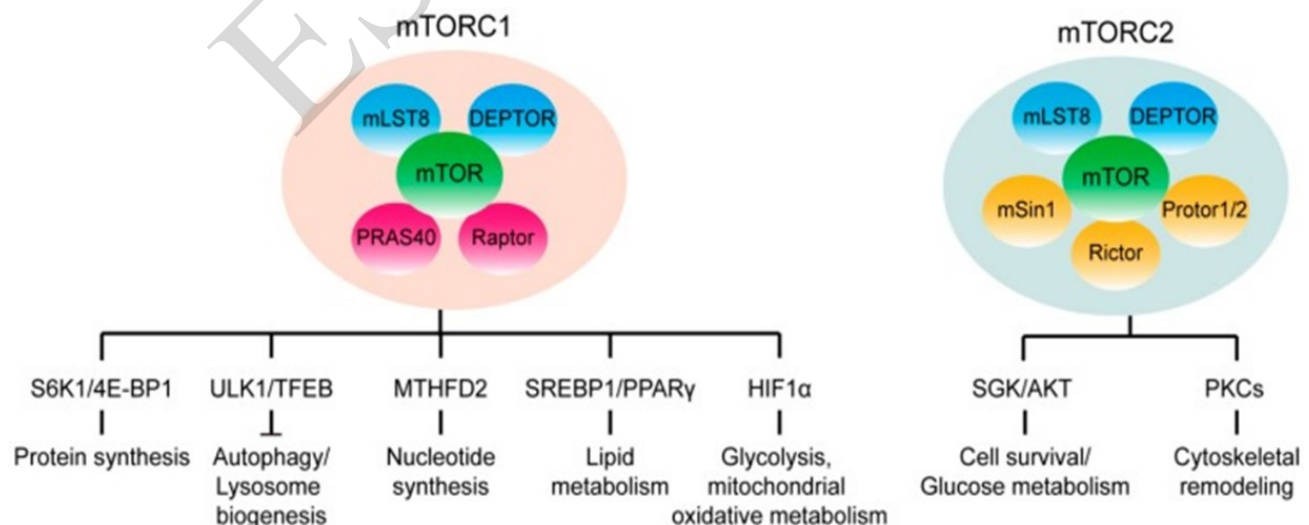 mTORC1
mLST8
DEPTOR
mTOR
PRAS40
Raptor
S6K1/4E-BP1
ULK1/TFEB
MTHFD2
SREBP1/PPARγ
HIF1α
Protein synthesis
Autophagy/
Lysosome
biogenesis
Nucleotide
synthesis
Lipid
metabolism
Glycolysis,
mitochondrial
oxidative metabolism
mTORC2
mLST8
DEPTOR
mTOR
mSin1
Protor1/2
Rictor
SGK/AKT
PKCs
Cell survival/
Glucose metabolism
Cytoskeletal
remodeling